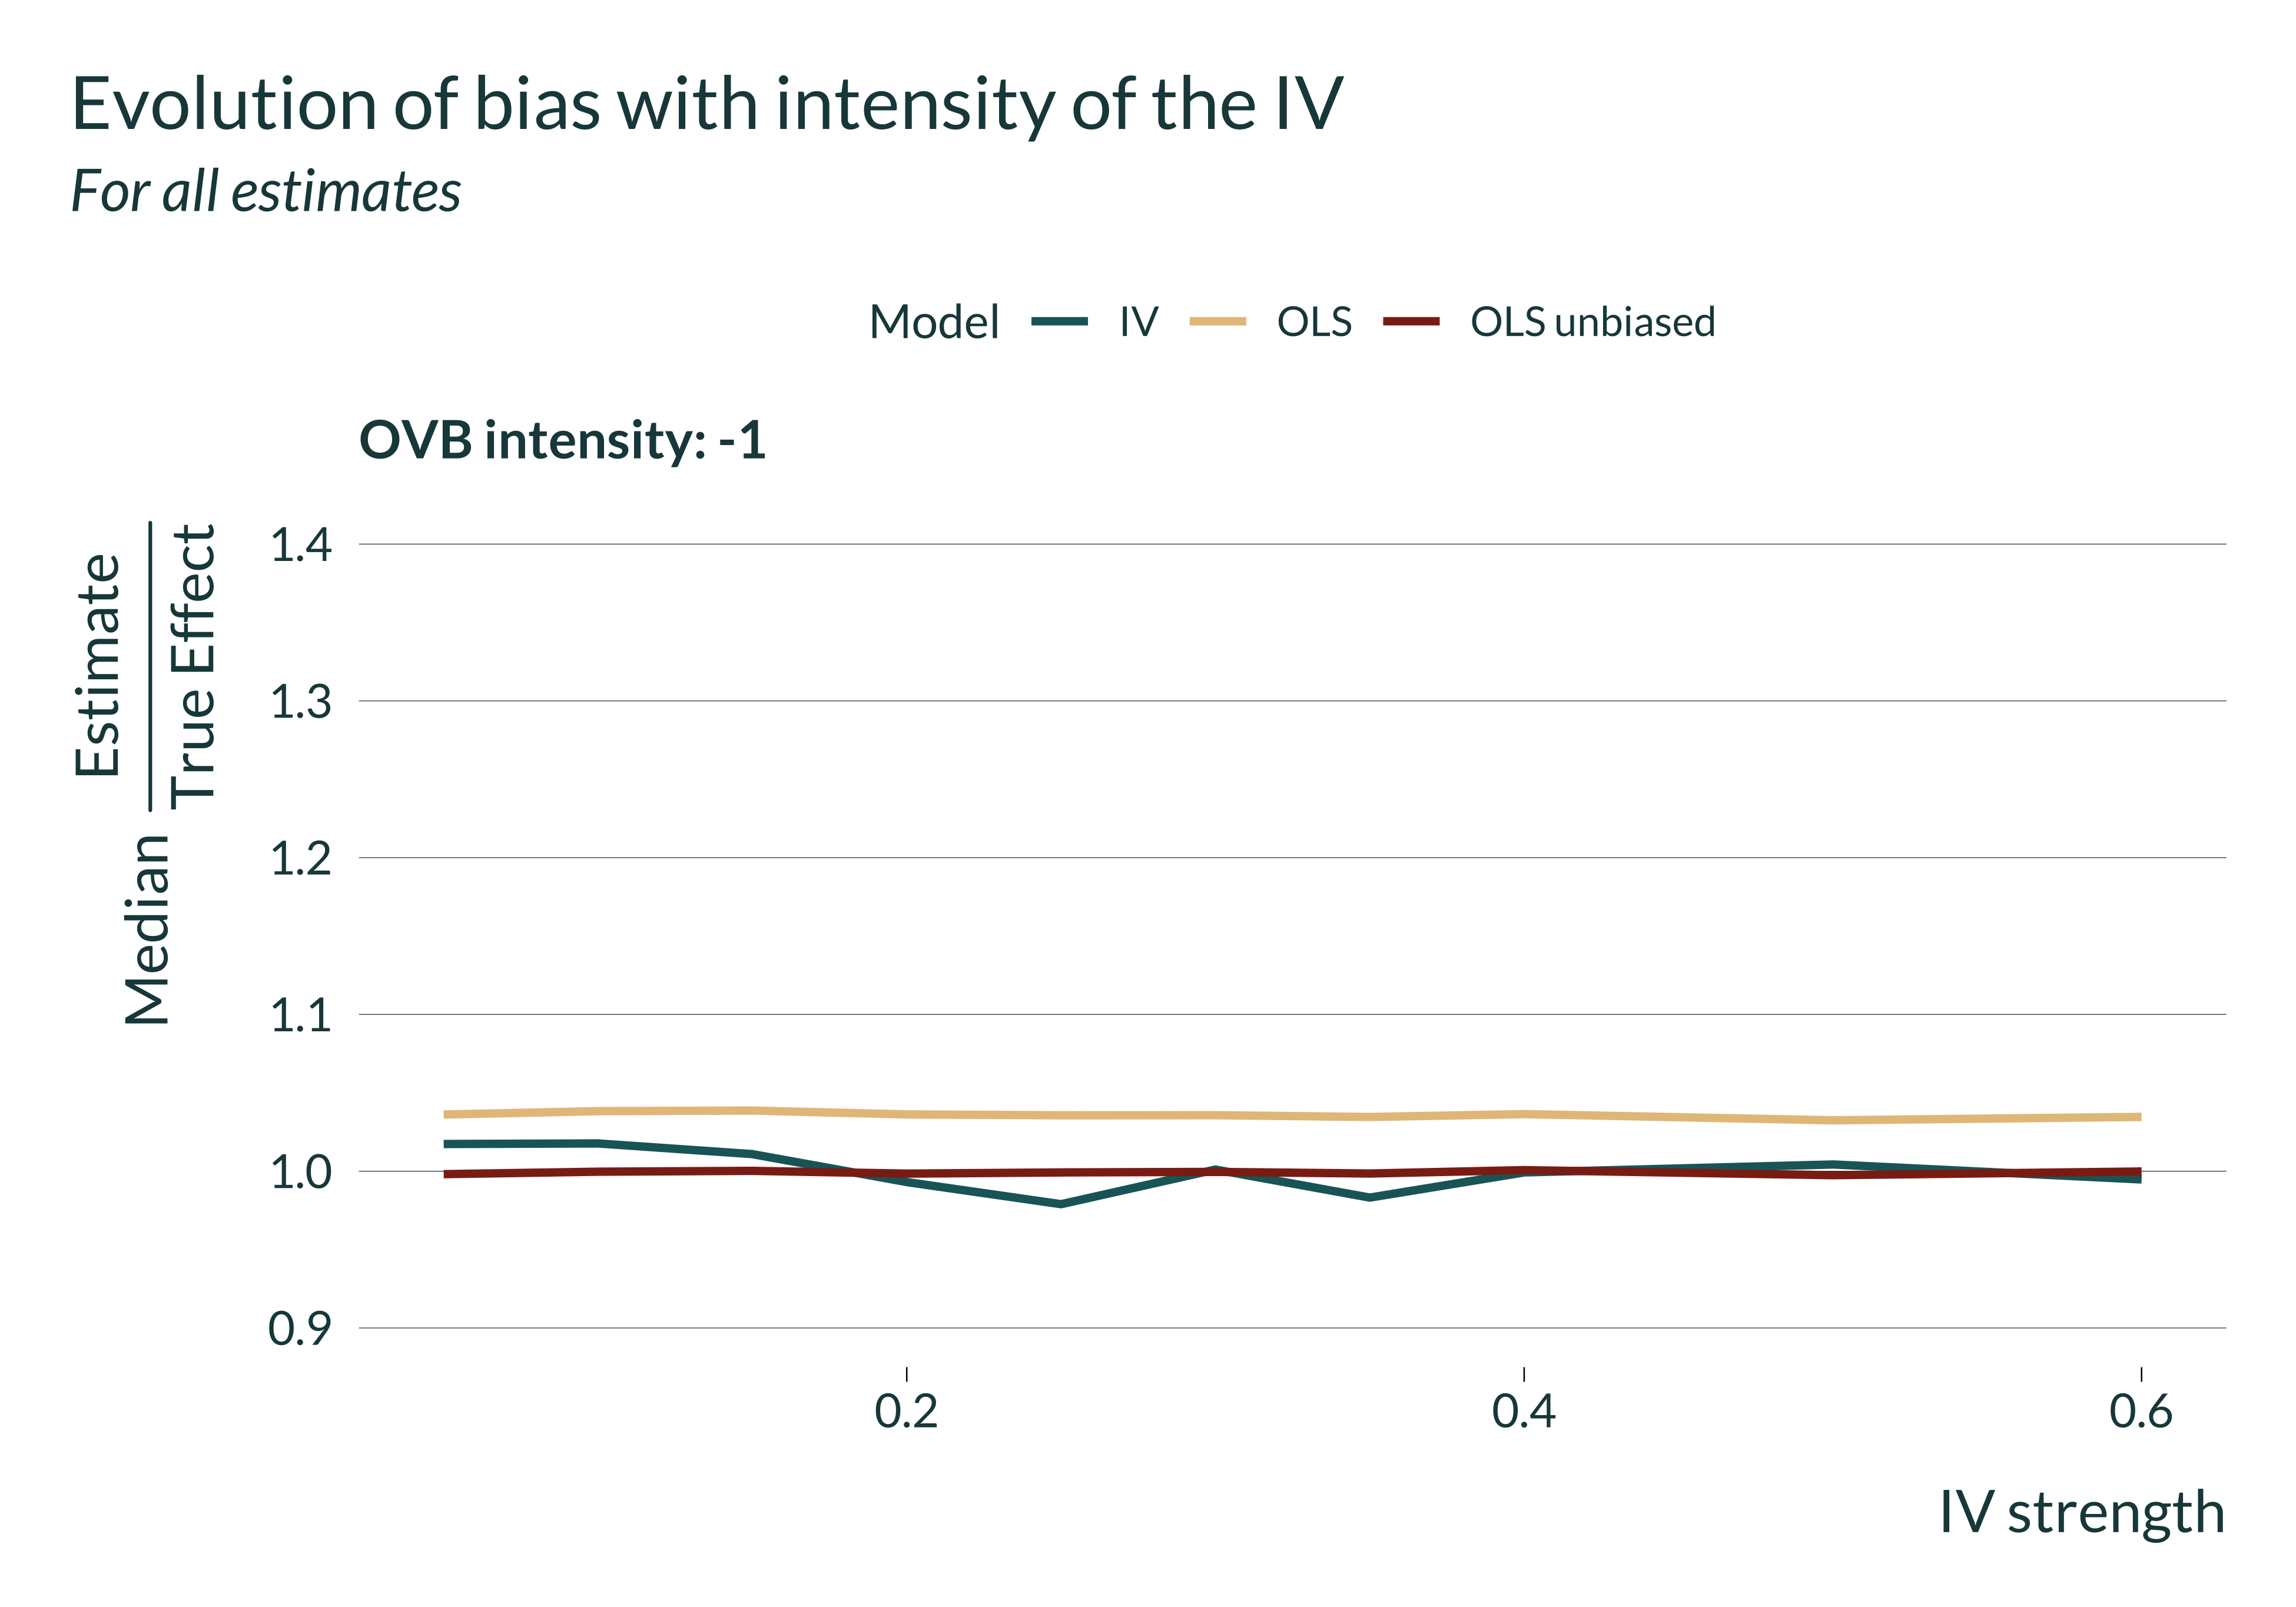 Evolution of bias with intensity of the IV
For all estimates
Model IV OLS OLS unbiased
OVB intensity: -1
Median Estimate
True Effect
1.4
1.3
1.2
1.1
1.0
0.9
0.2 0.4 0.6
IV strength